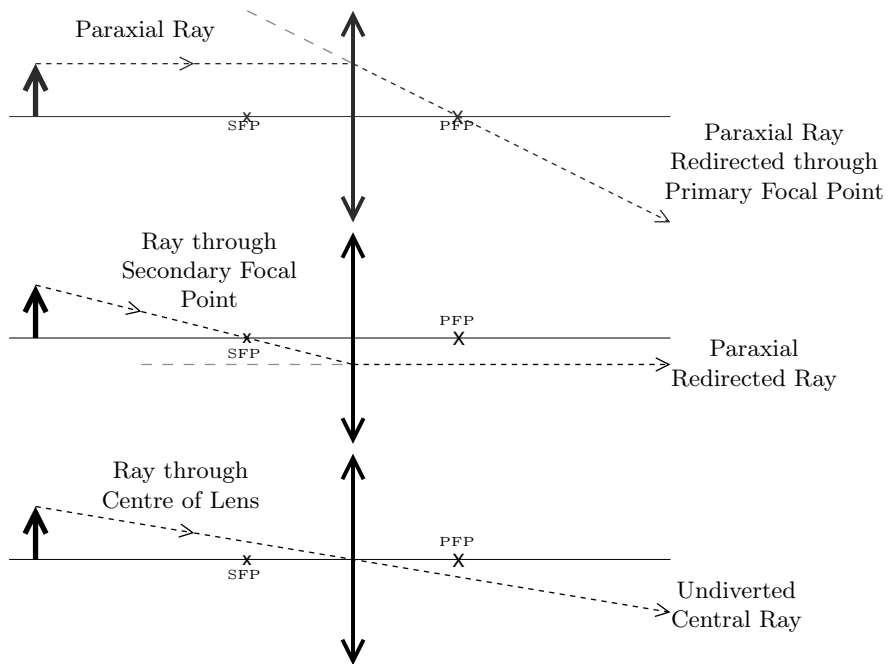 Paraxial Ray
SFP
PFP
Paraxial Ray
Redirected through
Primary Focal Point
Ray through
Secondary Focal
Point
SFP
PFP
Paraxial
Redirected Ray
Ray through
Centre of Lens
SFP
PFP
Undiverted
Central Ray